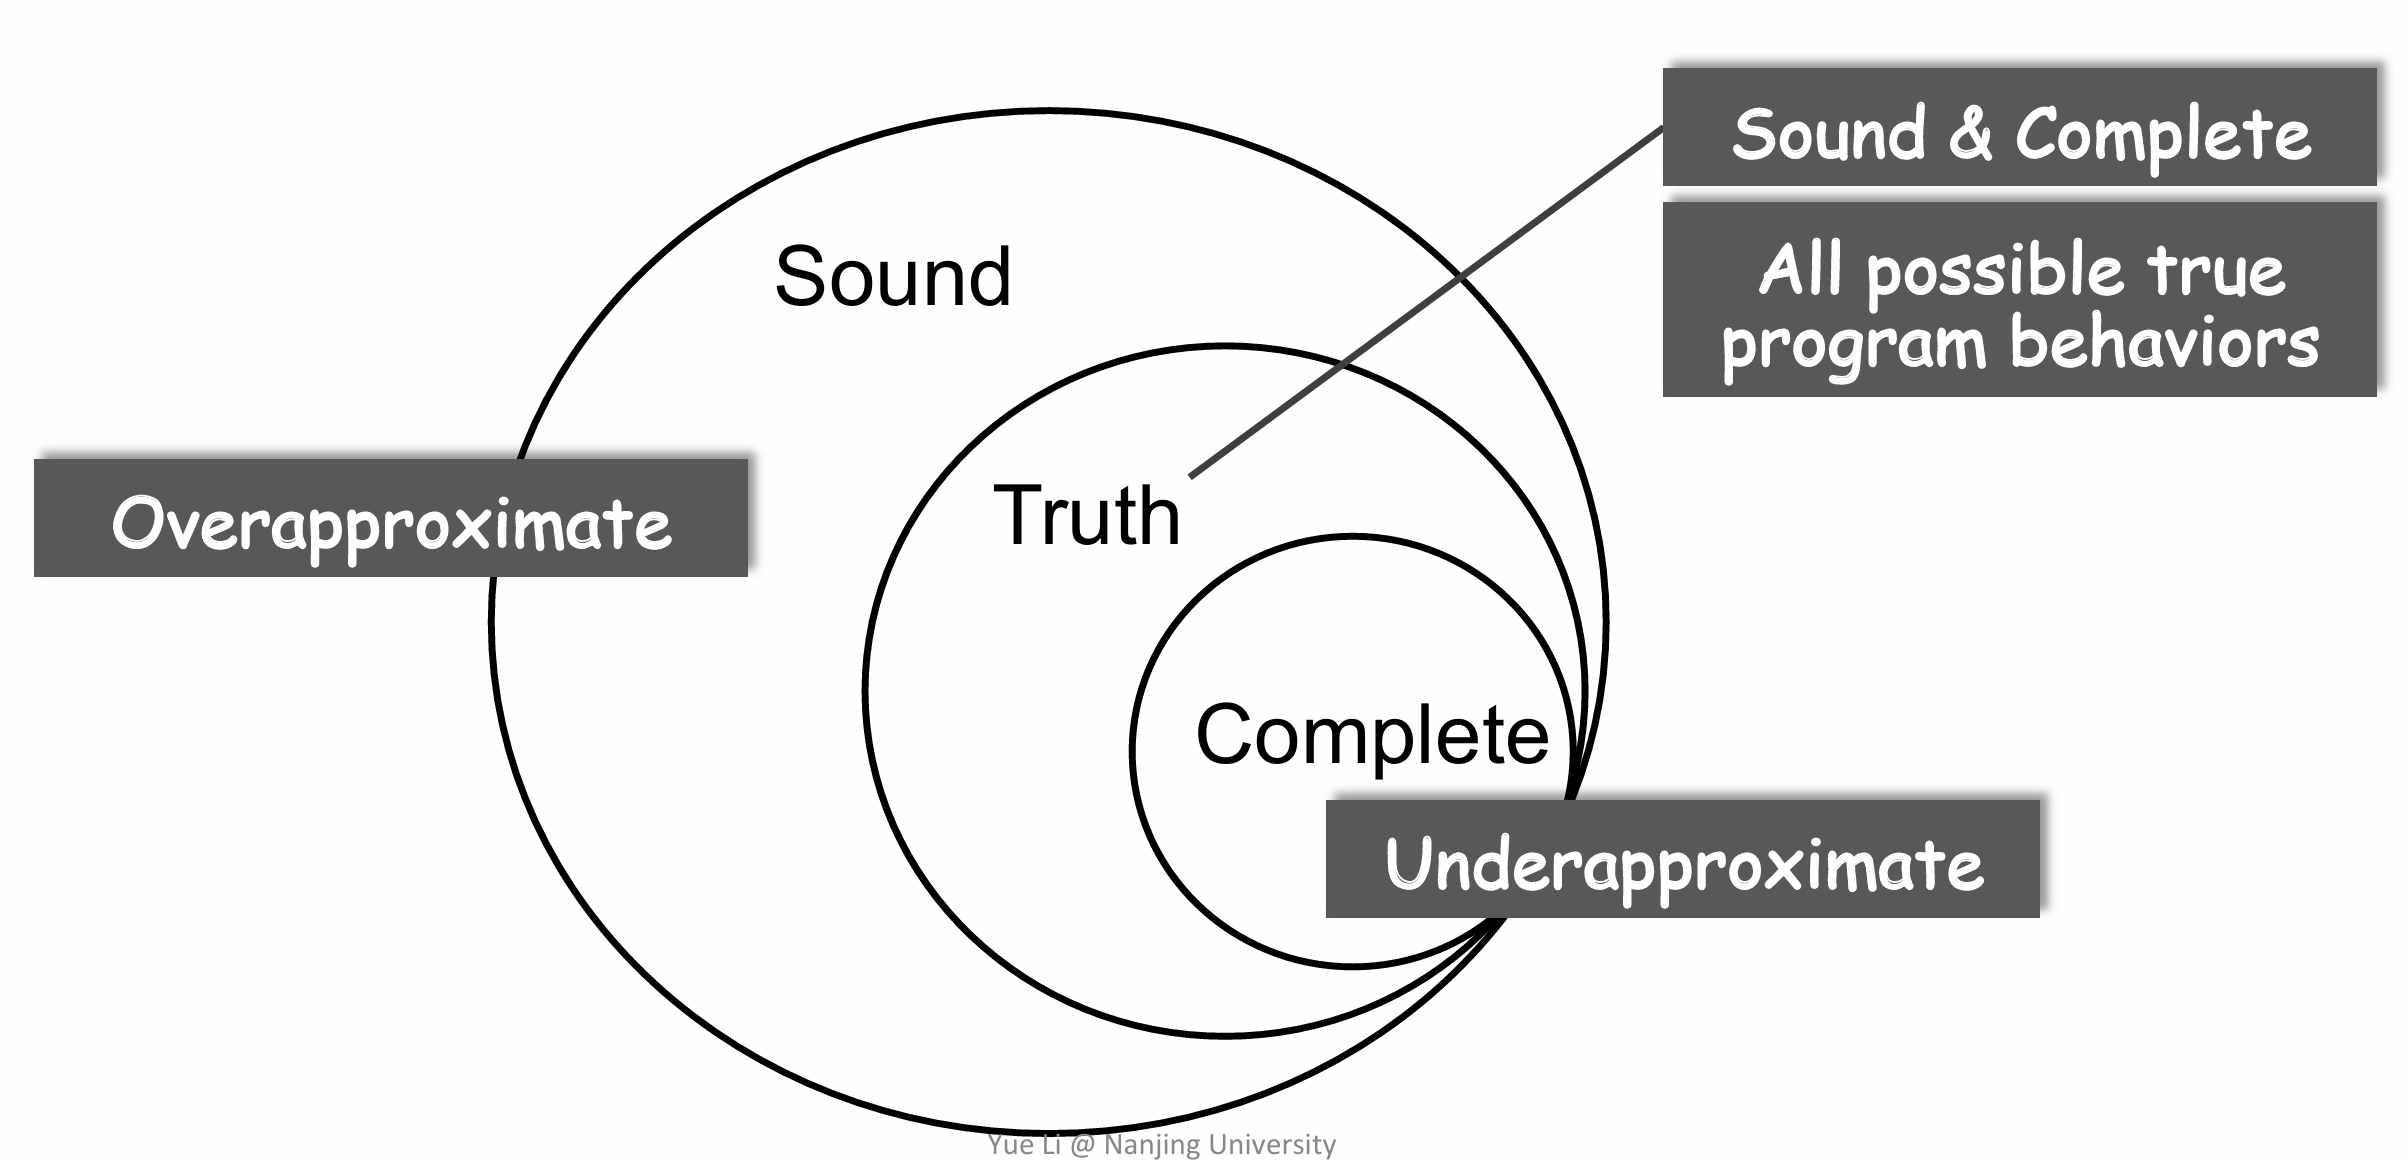 Sound & Complete
All possible true
program behaviors
Sound
Overapproximate
Truth
Complete
Underapproximate
Yue Li @ Nanjing University